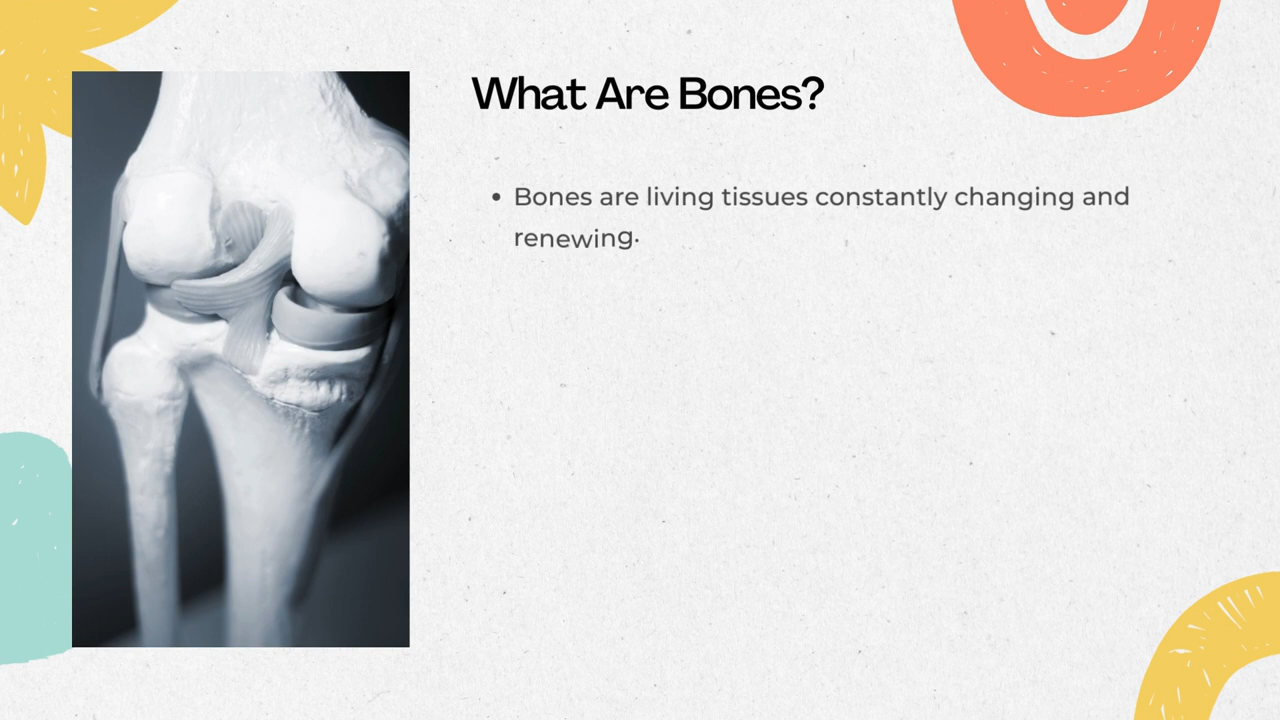 What Are Bones?
• Bones are living tissues constantly changing and
renewing.